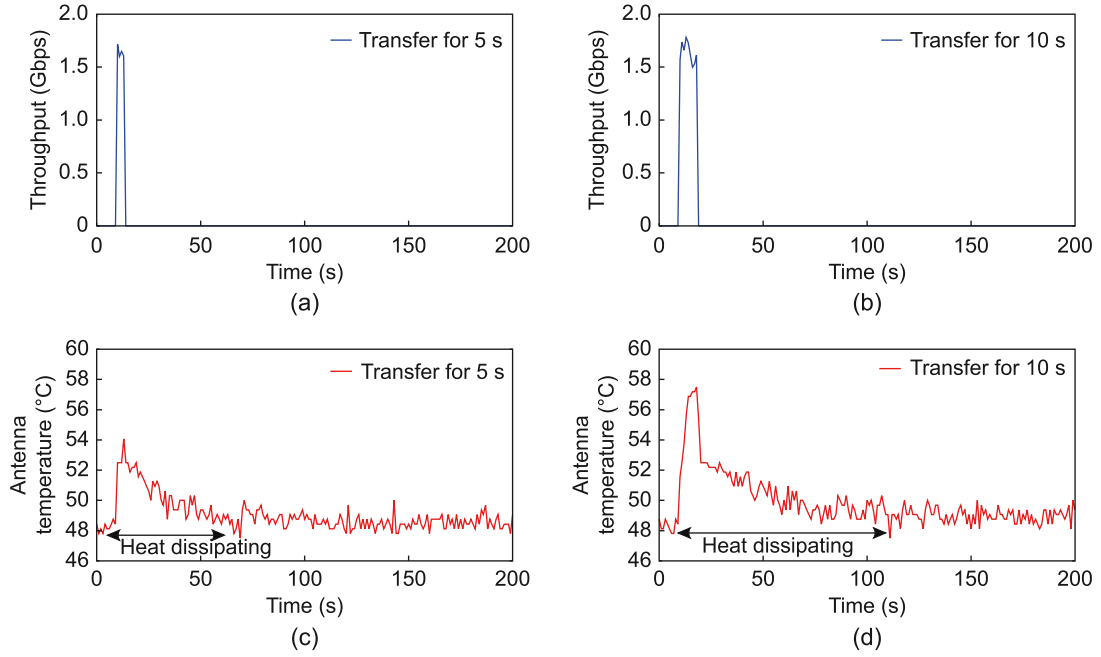 2.0
1.5
1.0
0.5
0
Throughput (Gbps)
Transfer for 5 s
0
50
100
150
200
Time (s)
(a)
2.0
1.5
1.0
0.5
0
Throughput (Gbps)
Transfer for 10 s
0
50
100
150
200
Time (s)
(b)
60
58
56
54
52
50
48
46
Antenna
temperature (°C)
Transfer for 5 s
Heat dissipating
0
50
100
150
200
Time (s)
(c)
60
58
56
54
52
50
48
46
Antenna
temperature (°C)
Transfer for 10 s
Heat dissipating
0
50
100
150
200
Time (s)
(d)